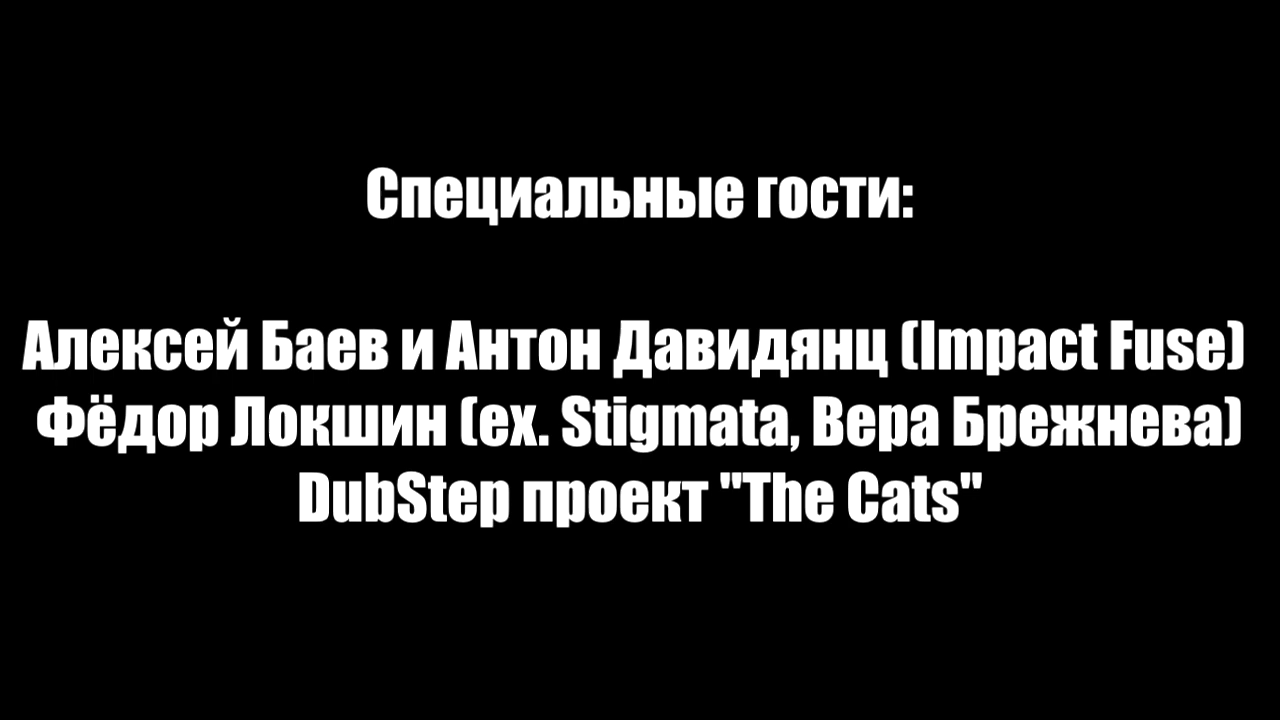 Специальные гости:
Алексей Баев и Антон Давидянц (Impact Fuse)
Фёдор Локшин (ex. Stigmata, Вера Брежнева)
DubStep проект "The Cats"